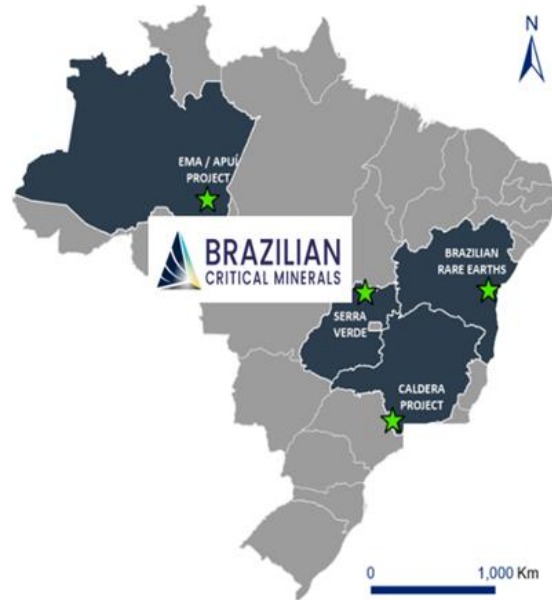 N
EMA / APUÍ
PROJECT
BRAZILIAN
CRITICAL MINERALS
BRAZILIAN
RARE EARTHS
SERRA
VERDE
CALDERA
PROJECT
0 1,000 Km